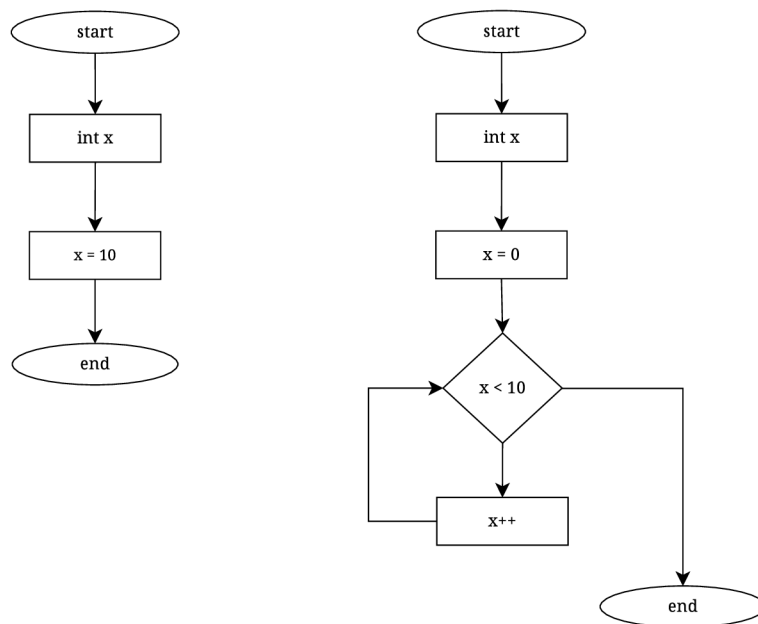 start
int x
x = 10
end
start
int x
x = 0
x < 10
x++
end